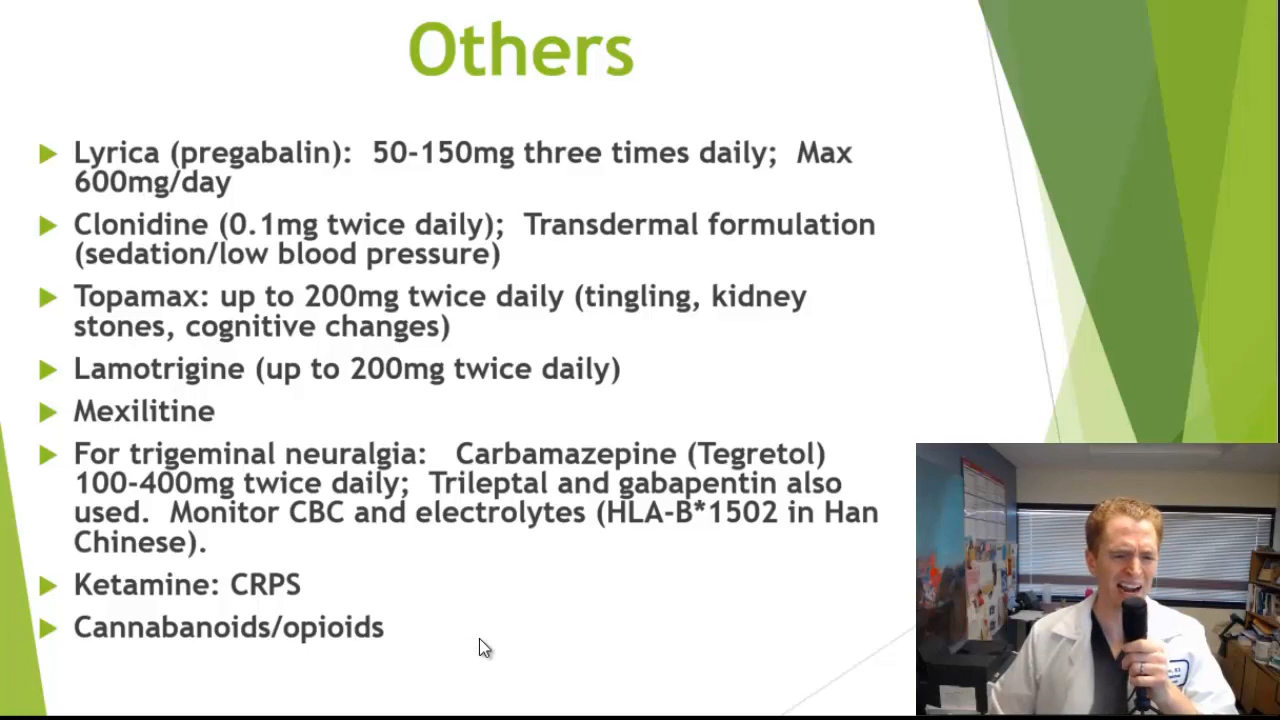 Others
Lyrica (pregabalin):  50-150mg three times daily;  Max
600mg/day
Clonidine (0.1mg twice daily);  Transdermal formulation
(sedation/low blood pressure)
Topamax: up to 200mg twice daily (tingling, kidney
stones, cognitive changes)
Lamotrigine (up to 200mg twice daily)
Mexilitine
For trigeminal neuralgia:   Carbamazepine (Tegretol)
100-400mg twice daily;  Trileptal and gabapentin also
used.  Monitor CBC and electrolytes (HLA-B*1502 in Han
Chinese).
Ketamine: CRPS
Cannabanoids/opioids